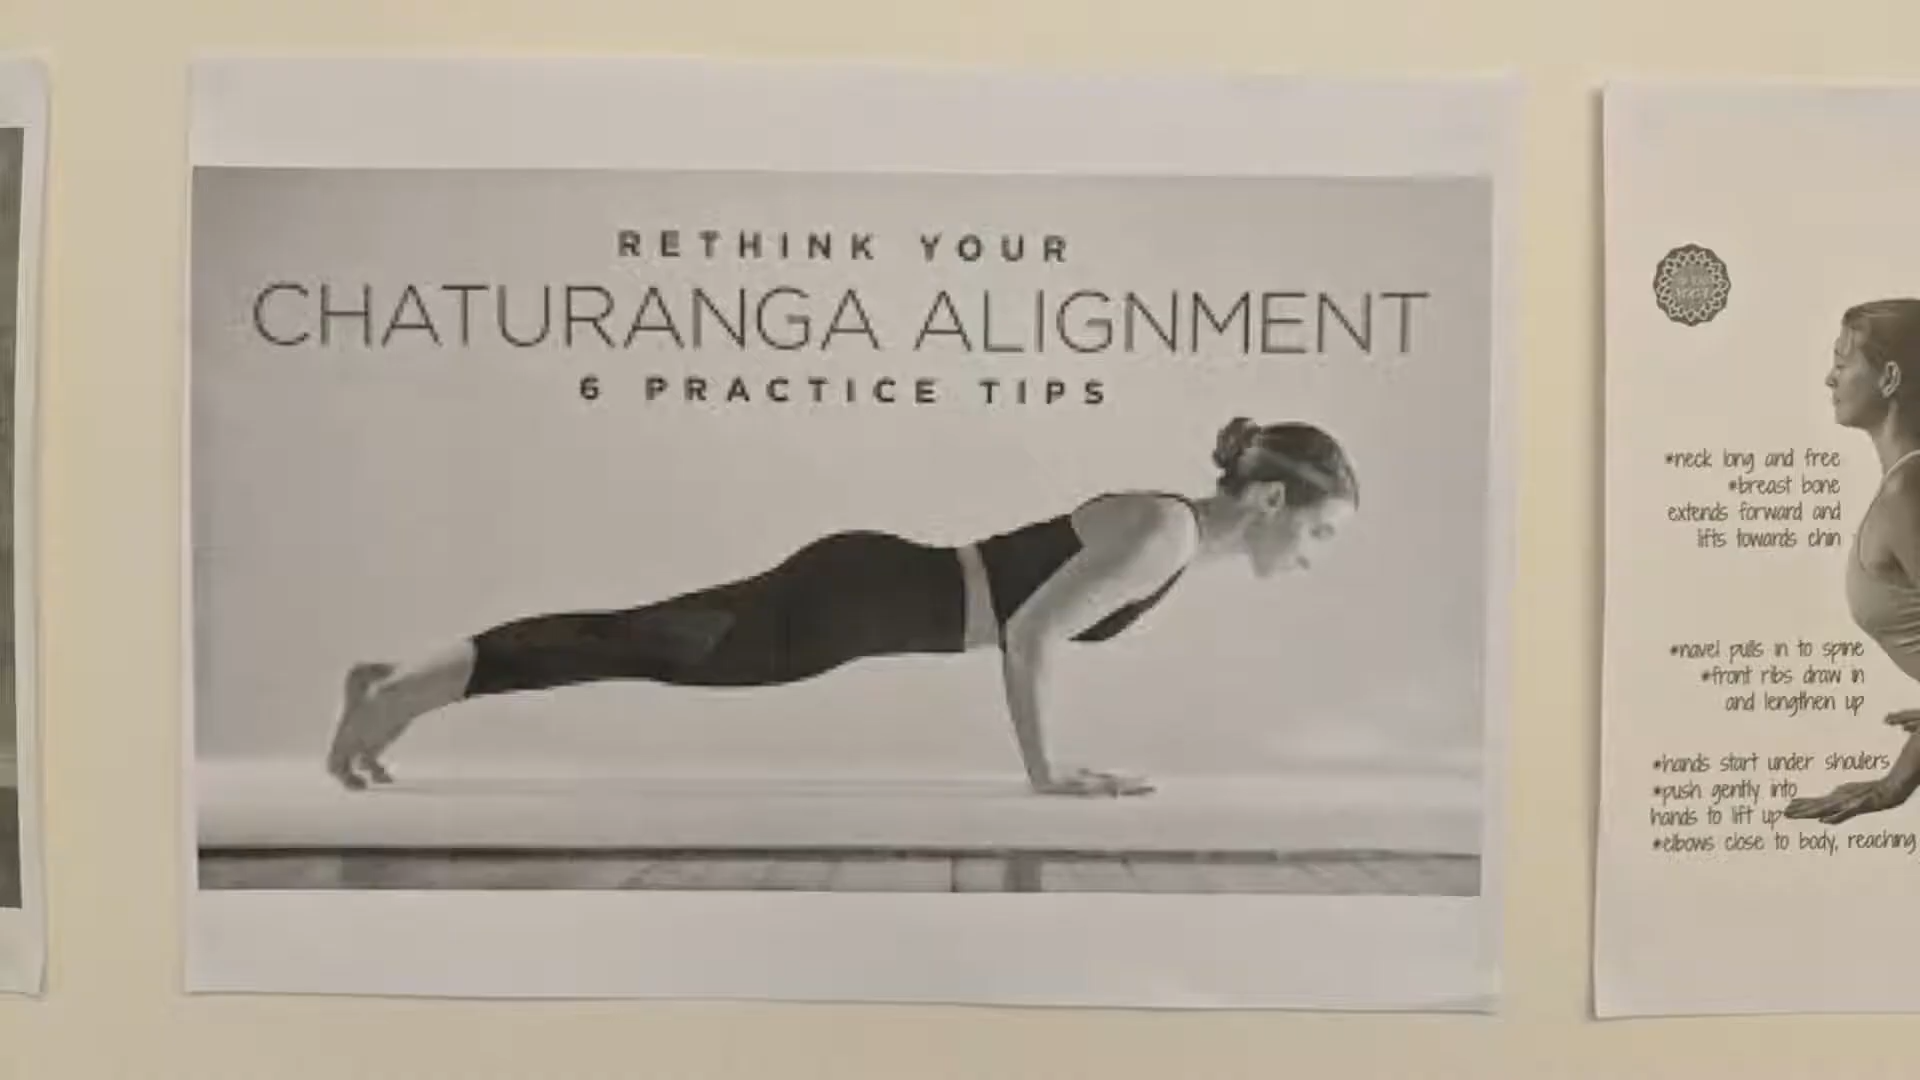 RETHINK YOUR
CHATURANGA ALIGNMENT
6 PRACTICE TIPS
*neck long and free
*breast bone
extends forward and
lifts towards chin
*navel pulls in to spine
*front ribs draw in
and lengthen up
*hands start under shoulers
*push gently into
hands to lift up
*elbows close to body, reaching